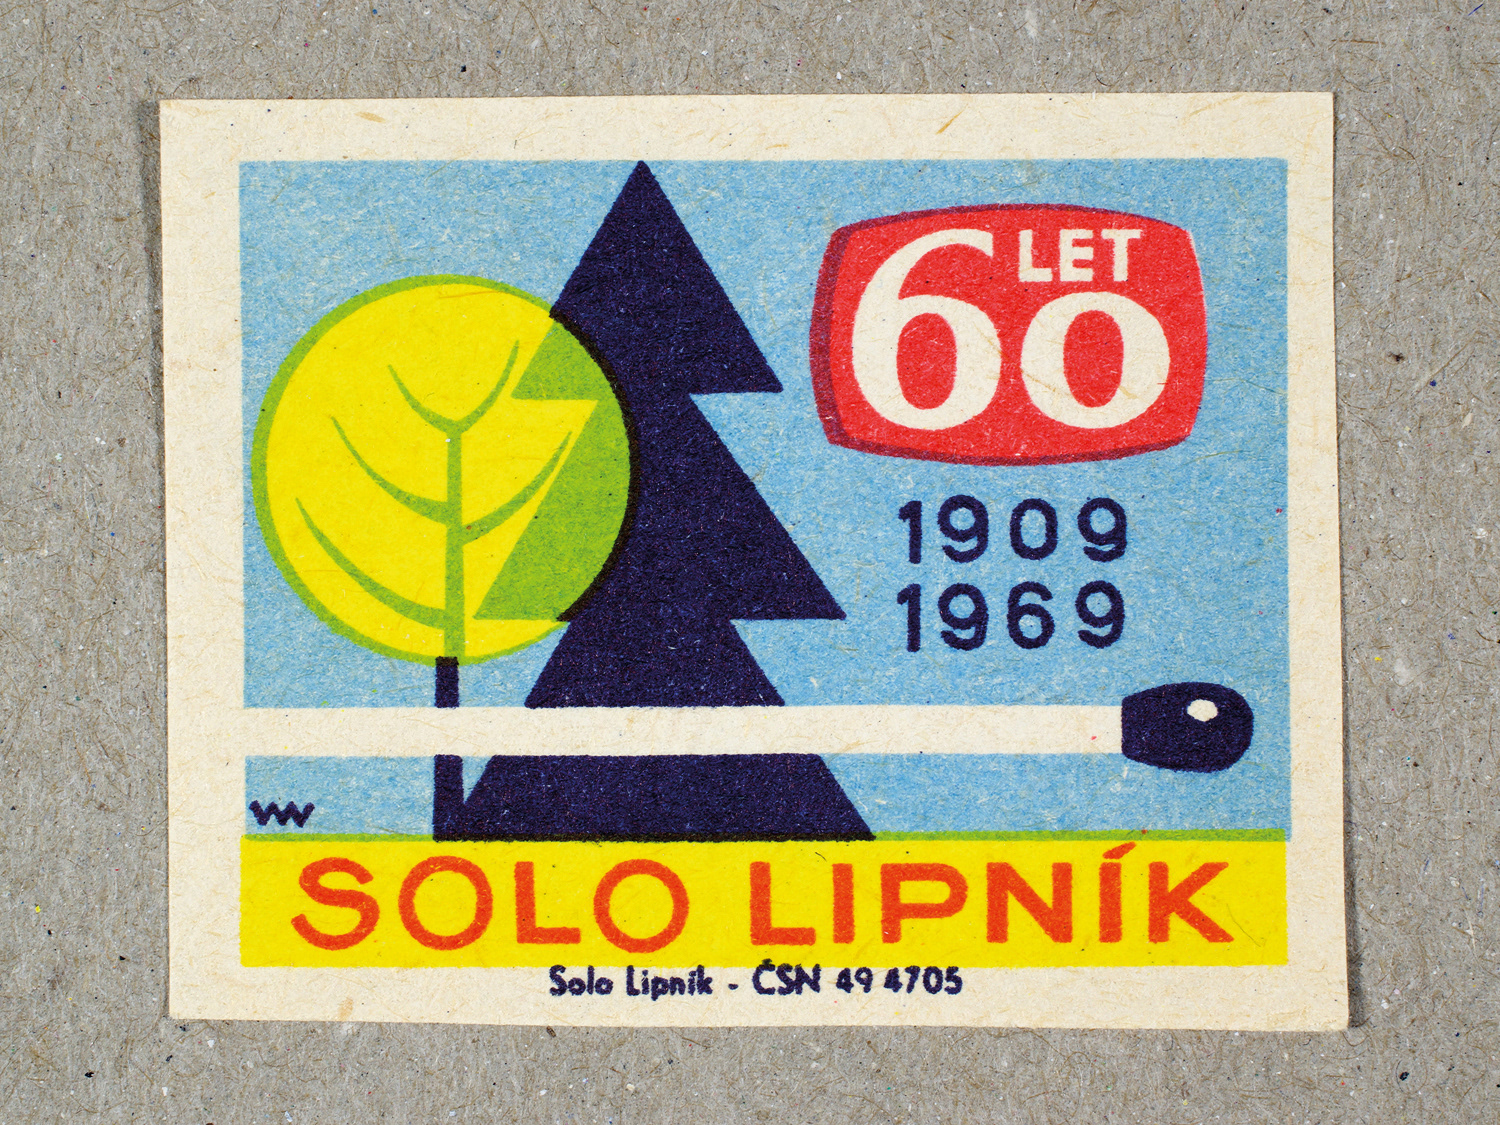 60 LET
1909
1969
SOLO LIPNÍK
Solo Lipník - ČSN 49 4705